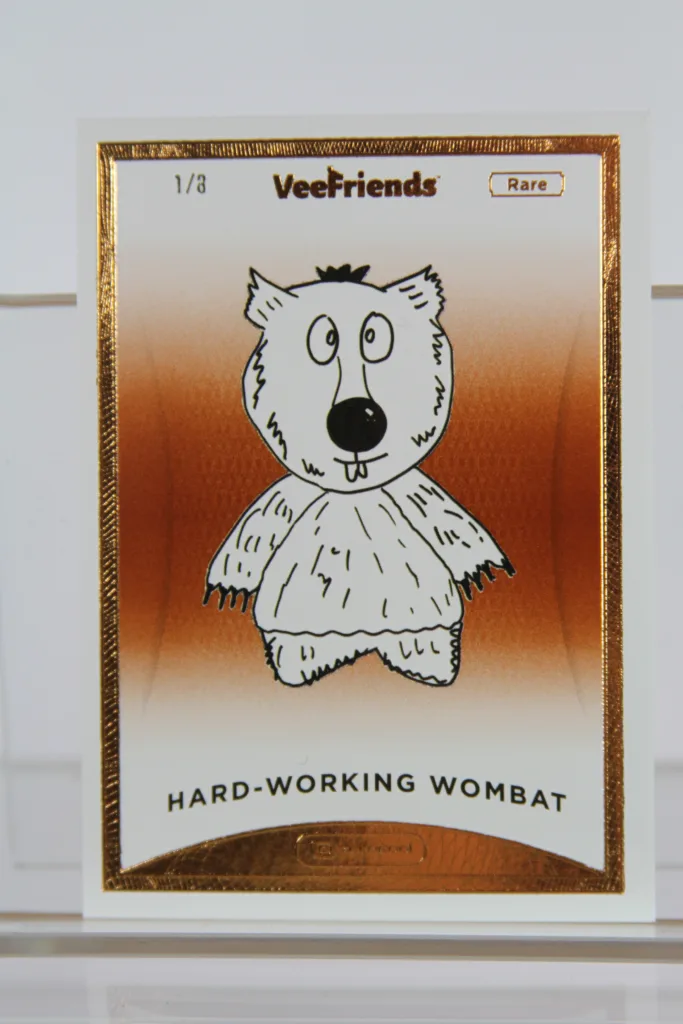 1/3
VeeFriends
Rare
HARD-WORKING WOMBAT